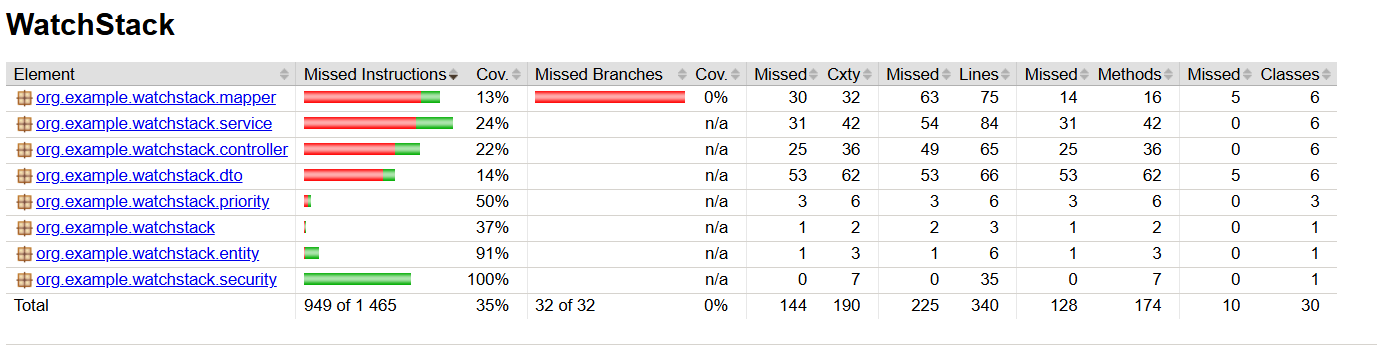 WatchStack
Element Missed Instructions Cov. Missed Branches Cov. Missed Cxty Missed Lines Missed Methods Missed Classes
org.example.watchstack.mapper 13% 0% 30 32 63 75 14 16 5 6
org.example.watchstack.service 24% n/a 31 42 54 84 31 42 0 6
org.example.watchstack.controller 22% n/a 25 36 49 65 25 36 0 6
org.example.watchstack.dto 14% n/a 53 62 53 66 53 62 5 6
org.example.watchstack.priority 50% n/a 3 6 3 6 3 6 0 3
org.example.watchstack 37% n/a 1 2 2 3 1 2 0 1
org.example.watchstack.entity 91% n/a 1 3 1 6 1 3 0 1
org.example.watchstack.security 100% n/a 0 7 0 35 0 7 0 1
Total 949 of 1 465 35% 32 of 32 0% 144 190 225 340 128 174 10 30